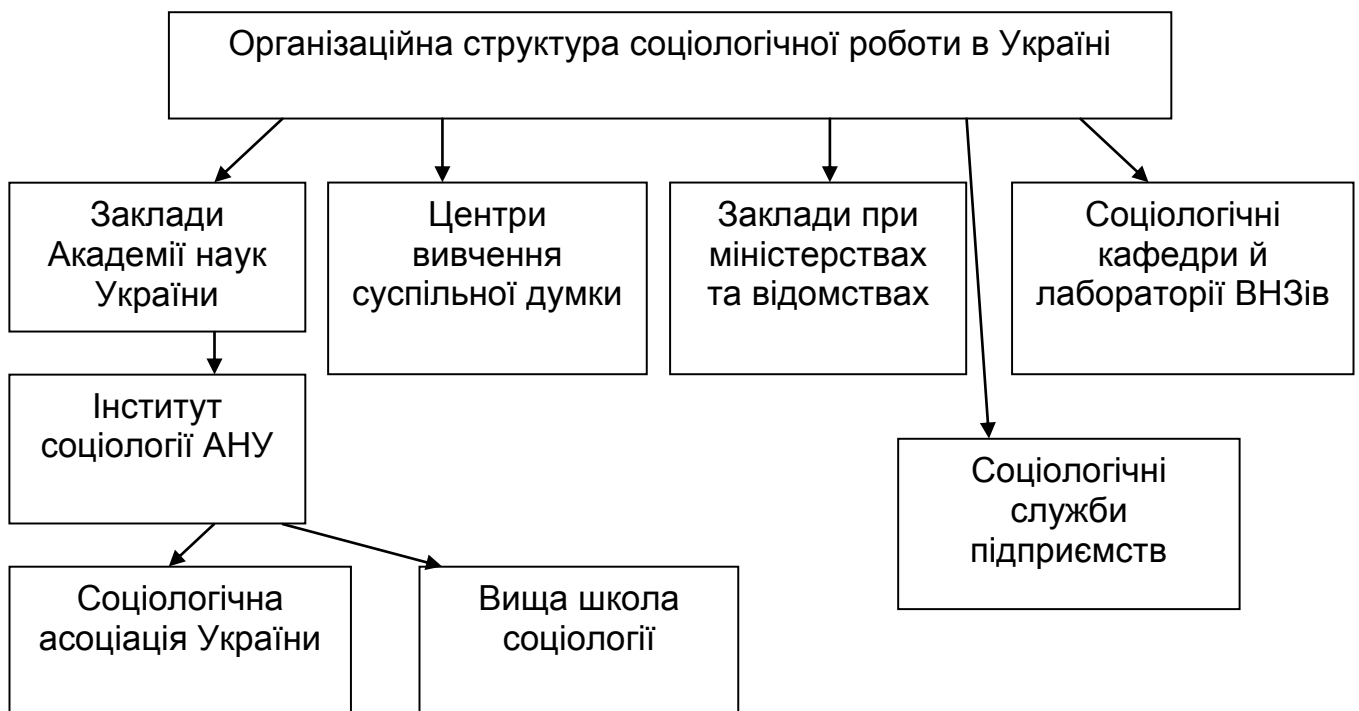 Організаційна структура соціологічної роботи в Україні
Заклади
Академії наук
України
Центри
вивчення
суспільної думки
Заклади при
міністерствах
та відомствах
Соціологічні
кафедри й
лабораторії ВНЗів
Інститут
соціології АНУ
Соціологічні
служби
підприємств
Соціологічна
асоціація України
Вища школа
соціології